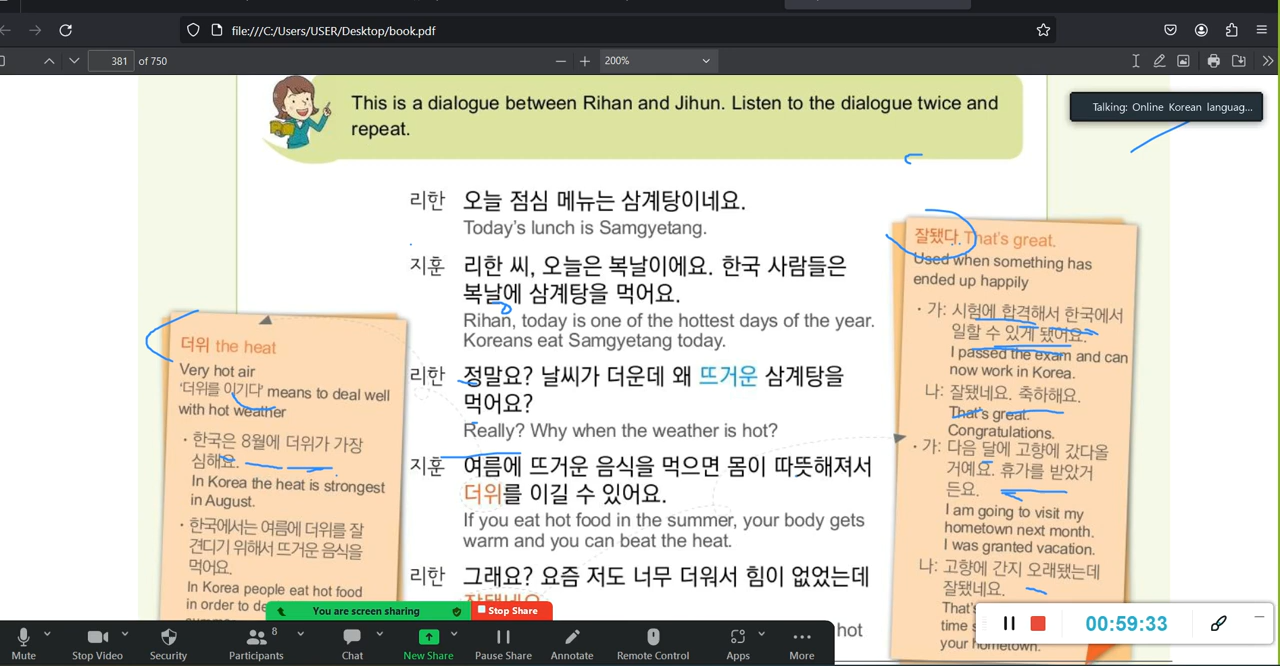 file:///C:/Users/USER/Desktop/book.pdf
381 of 750
200%
This is a dialogue between Rihan and Jihun. Listen to the dialogue twice and
repeat.
Talking: Online Korean languag...
리한 오늘 점심 메뉴는 삼계탕이네요.
Today's lunch is Samgyetang.
지훈 리한 씨, 오늘은 복날이에요. 한국 사람들은
복날에 삼계탕을 먹어요.
Rihan, today is one of the hottest days of the year.
Koreans eat Samgyetang today.
리한 정말요? 날씨가 더운데 왜 뜨거운 삼계탕을
먹어요?
Really? Why when the weather is hot?
지훈 여름에 뜨거운 음식을 먹으면 몸이 따뜻해져서
더위를 이길 수 있어요.
If you eat hot food in the summer, your body gets
warm and you can beat the heat.
리한 그래요? 요즘 저도 너무 더워서 힘이 없었는데
잘됐네요
hot
더위 the heat
Very hot air
'더위를 이기다' means to deal well
with hot weather
· 한국은 8월에 더위가 가장
심해요.
In Korea the heat is strongest
in August.
· 한국에서는 여름에 더위를 잘
견디기 위해서 뜨거운 음식을
먹어요.
In Korea people eat hot food
in order to de
잘됐다. That's great.
Used when something has
ended up happily
· 가: 시험에 합격해서 한국에서
일할 수 있게 됐어요.
I passed the exam and can
now work in Korea.
나: 잘됐네요. 축하해요.
That's great.
Congratulations.
· 가: 다음 달에 고향에 갔다올
거예요. 휴가를 받았거
든요.
I am going to visit my
hometown next month.
I was granted vacation.
나: 고향에 간지 오래됐는데
잘됐네요.
That's
time s
your hometown.
You are screen sharing
Stop Share
00:59:33
Mute
Stop Video
Security
Participants
8
Chat
New Share
Pause Share
Annotate
Remote Control
Apps
More